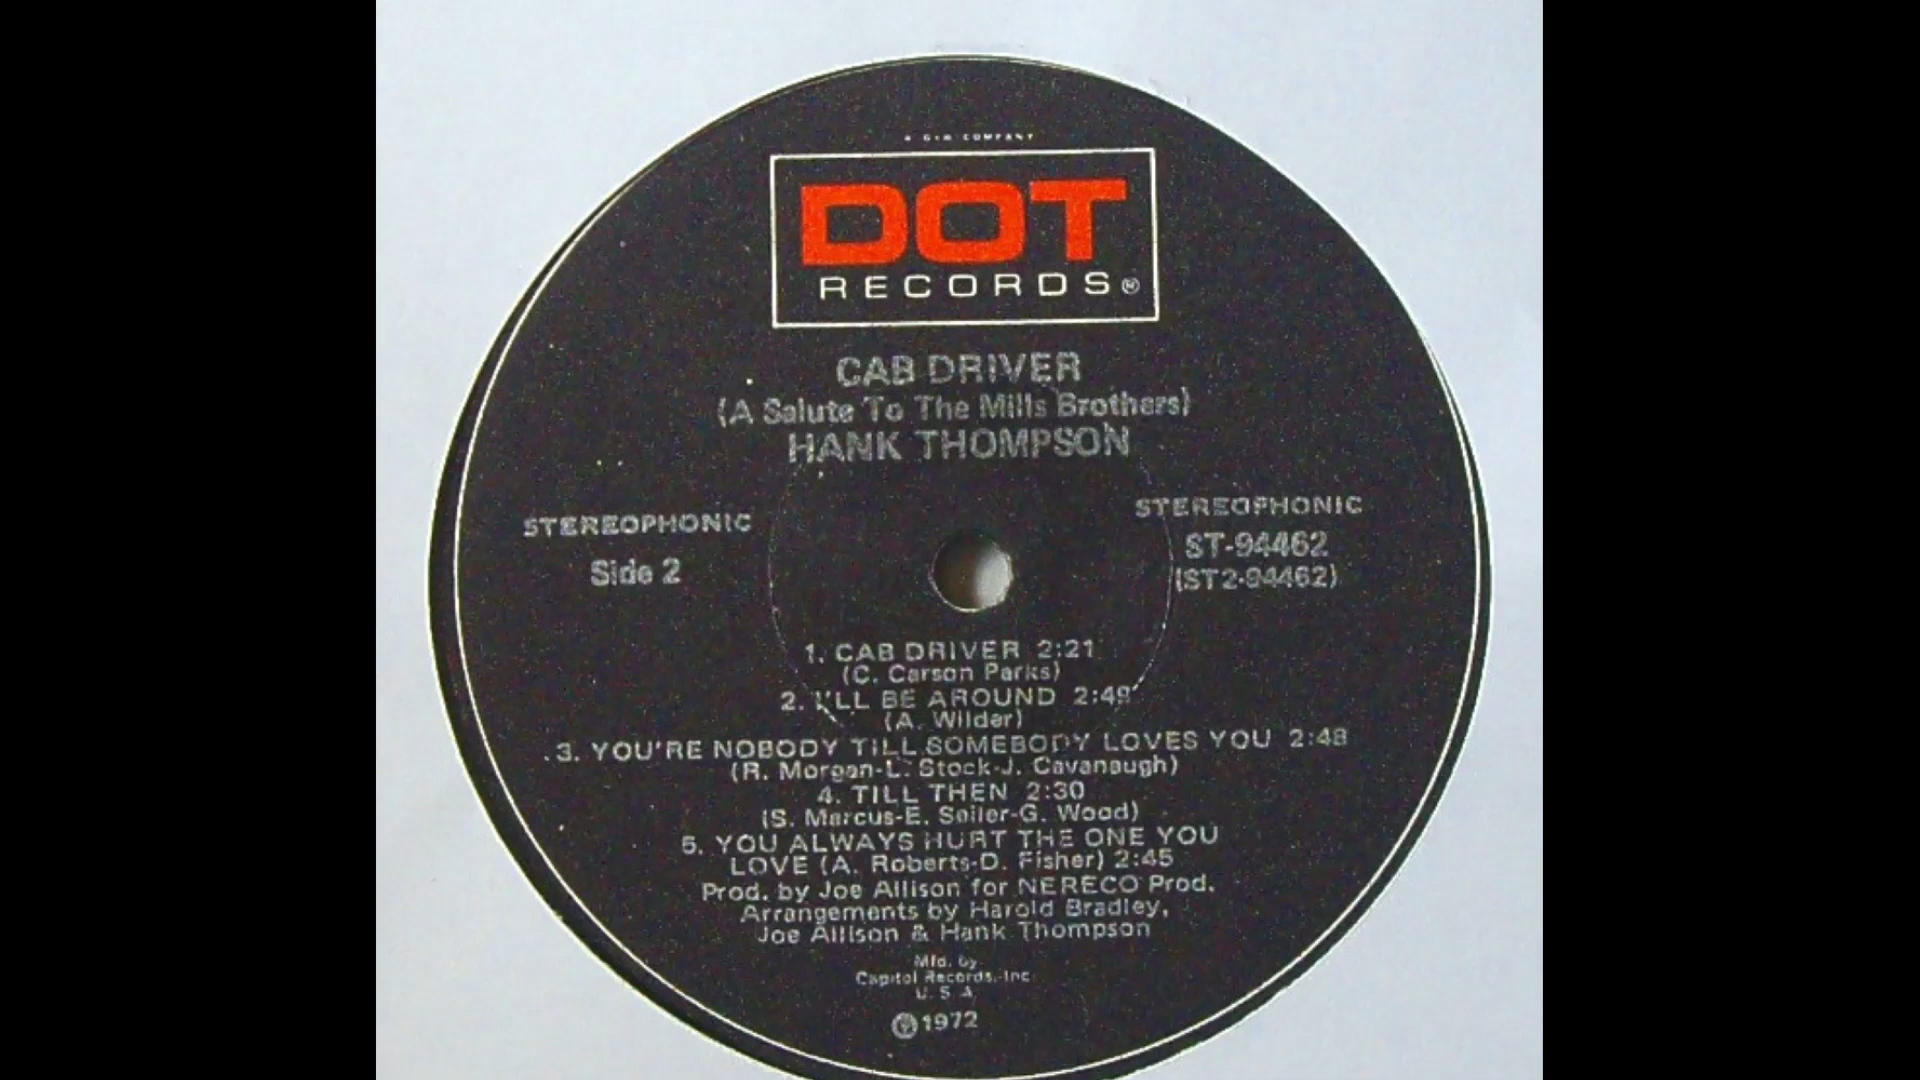 A G+W COMPANY
DOT
RECORDS®
CAB DRIVER
(A Salute To The Mills Brothers)
HANK THOMPSON
STEREOPHONIC
Side 2
STEREOPHONIC
ST-94462
(ST2-94462)
1. CAB DRIVER 2:21
(C. Carson Parks)
2. I'LL BE AROUND 2:49
(A. Wilder)
3. YOU'RE NOBODY TILL SOMEBODY LOVES YOU 2:48
(R. Morgan-L. Stock-J. Cavanaugh)
4. TILL THEN 2:30
(S. Marcus-E. Seiler-G. Wood)
5. YOU ALWAYS HURT THE ONE YOU
LOVE (A. Roberts-D. Fisher) 2:45
Prod. by Joe Allison for NERECO Prod.
Arrangements by Harold Bradley,
Joe Allison & Hank Thompson
Mfd. by
Capitol Records, Inc.
U. S. A.
℗1972